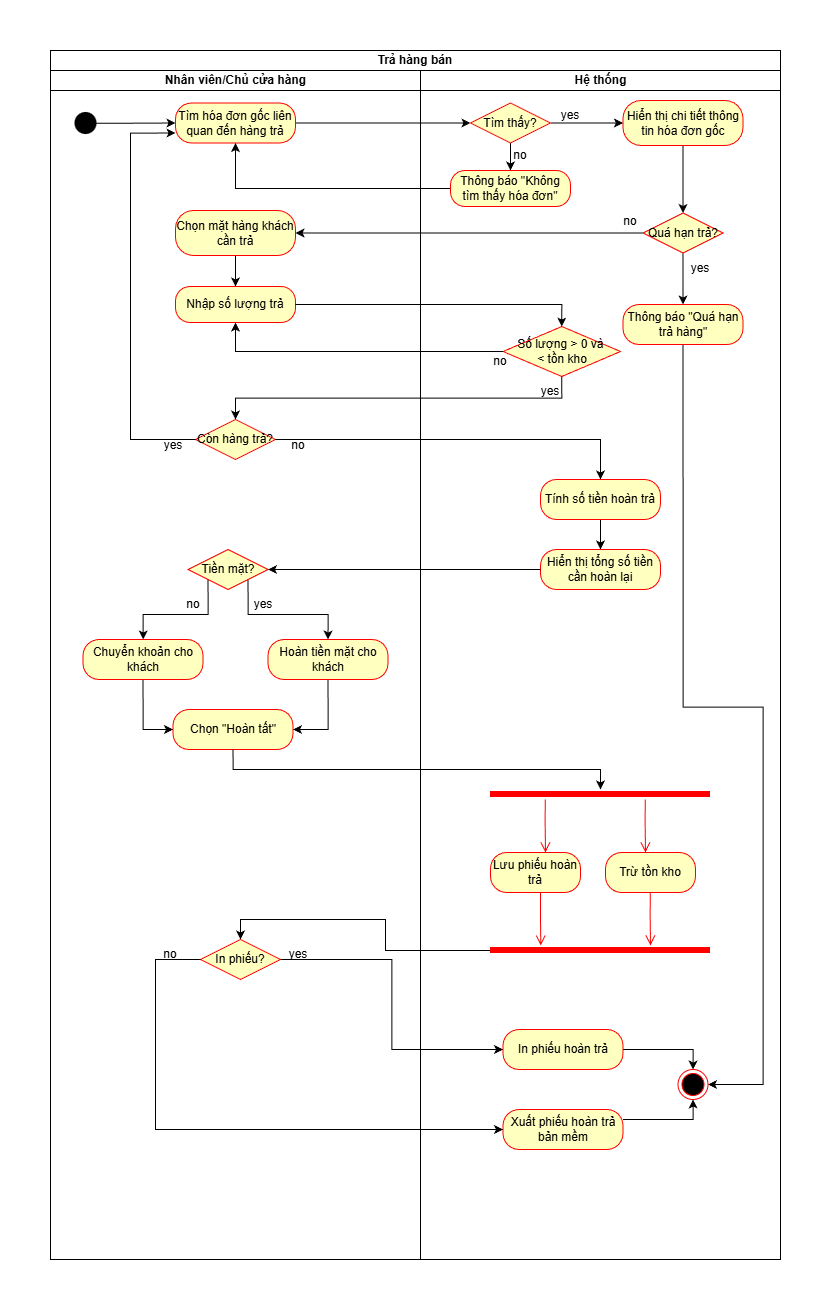 Trả hàng bán
Nhân viên/Chủ cửa hàng
Hệ thống
Tìm hóa đơn gốc liên
quan đến hàng trả
Tìm thấy?
yes
Hiển thị chi tiết thông
tin hóa đơn gốc
no
Thông báo "Không
tìm thấy hóa đơn"
Chọn mặt hàng khách
cần trả
no
Quá hạn trả?
yes
Nhập số lượng trả
Thông báo "Quá hạn
trả hàng"
Số lượng > 0 và
< tồn kho
no
yes
Còn hàng trả?
yes
no
Tính số tiền hoàn trả
Tiền mặt?
Hiển thị tổng số tiền
cần hoàn lại
no
yes
Chuyển khoản cho
khách
Hoàn tiền mặt cho
khách
Chọn "Hoàn tất"
Lưu phiếu hoàn
trả
Trừ tồn kho
no
In phiếu?
yes
In phiếu hoàn trả
Xuất phiếu hoàn trả
bản mềm